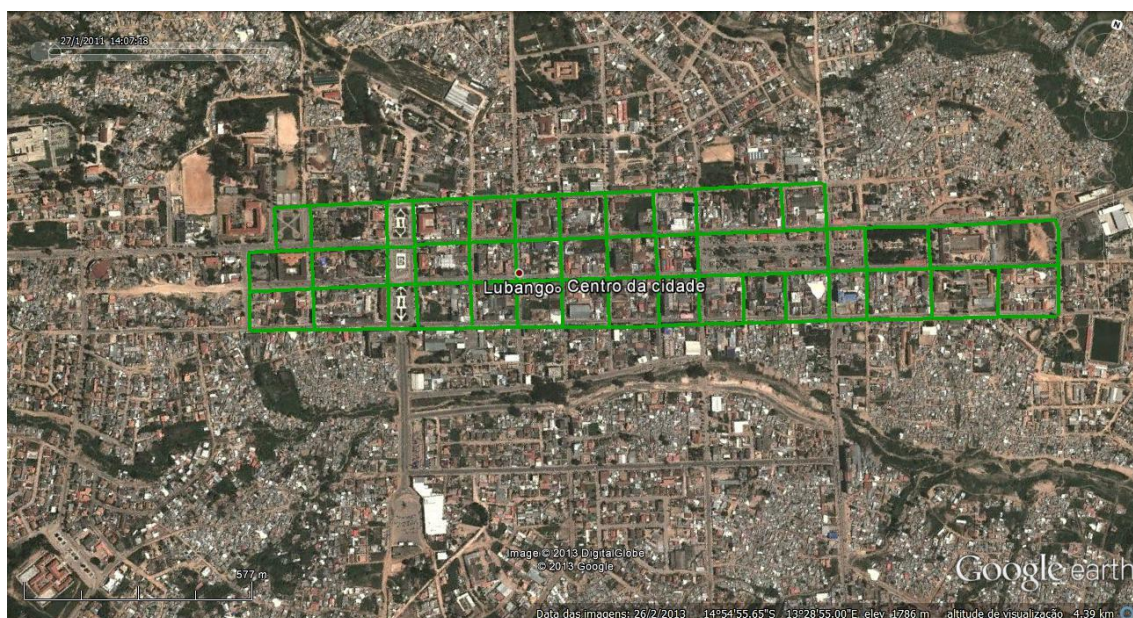 27/1/2011 14:07:18
N
Lubango
Centro da cidade
Image © 2013 DigitalGlobe
© 2013 Google
Google earth
577 m
Data das imagens: 26/2/2013 14°54'55.65"S 13°28'55.00"E elev 1786 m altitude de visualização 4.39 km